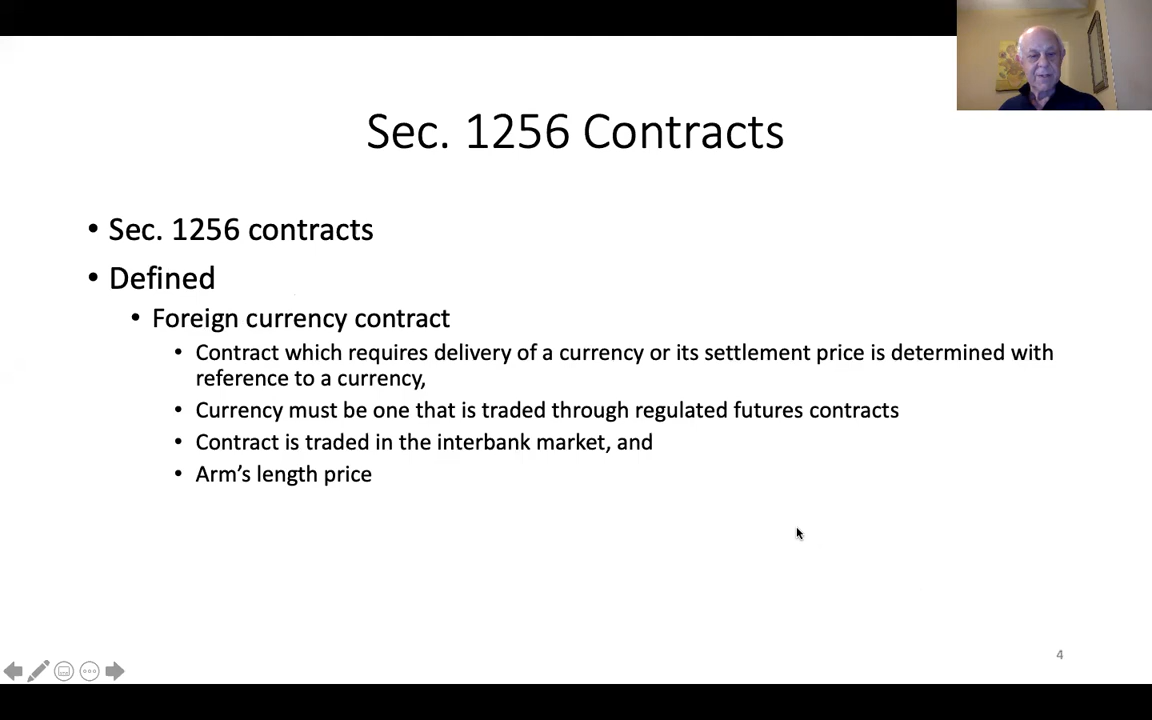 Sec. 1256 Contracts
• Sec. 1256 contracts
• Defined
• Foreign currency contract
• Contract which requires delivery of a currency or its settlement price is determined with
reference to a currency,
• Currency must be one that is traded through regulated futures contracts
• Contract is traded in the interbank market, and
• Arm’s length price
4